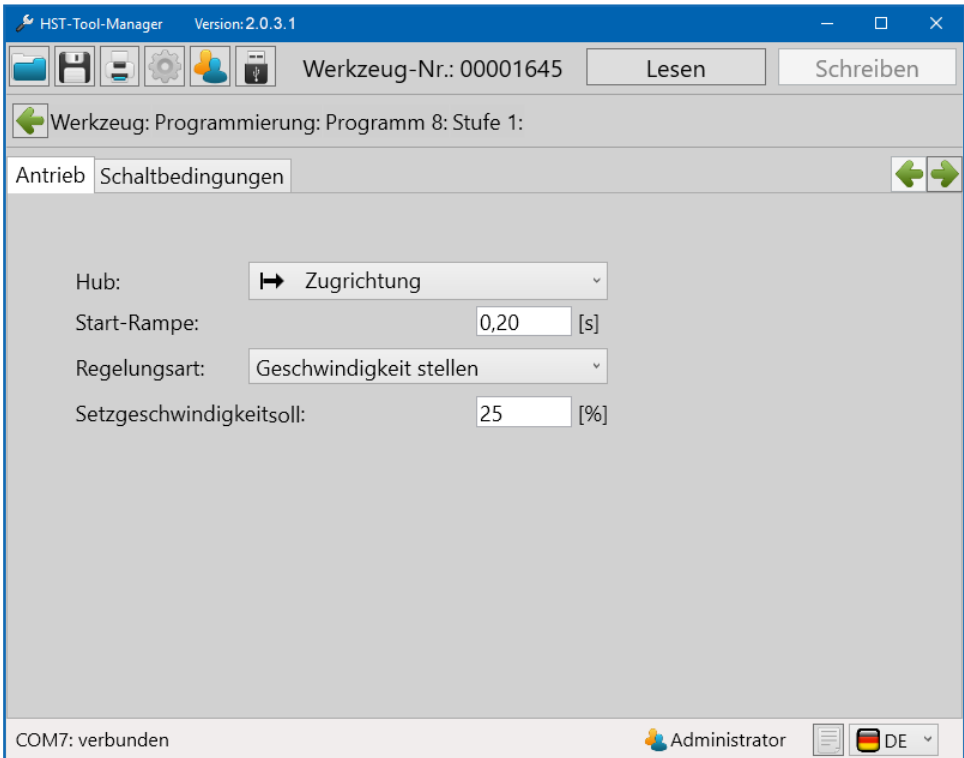 HST-Tool-Manager Version: 2.0.3.1
Werkzeug-Nr.: 00001645 Lesen Schreiben
Werkzeug: Programmierung: Programm 8: Stufe 1:
Antrieb Schaltbedingungen
Hub: Zugrichtung
Start-Rampe: 0,20 [s]
Regelungsart: Geschwindigkeit stellen
Setzgeschwindigkeitsoll: 25 [%]
COM7: verbunden Administrator DE